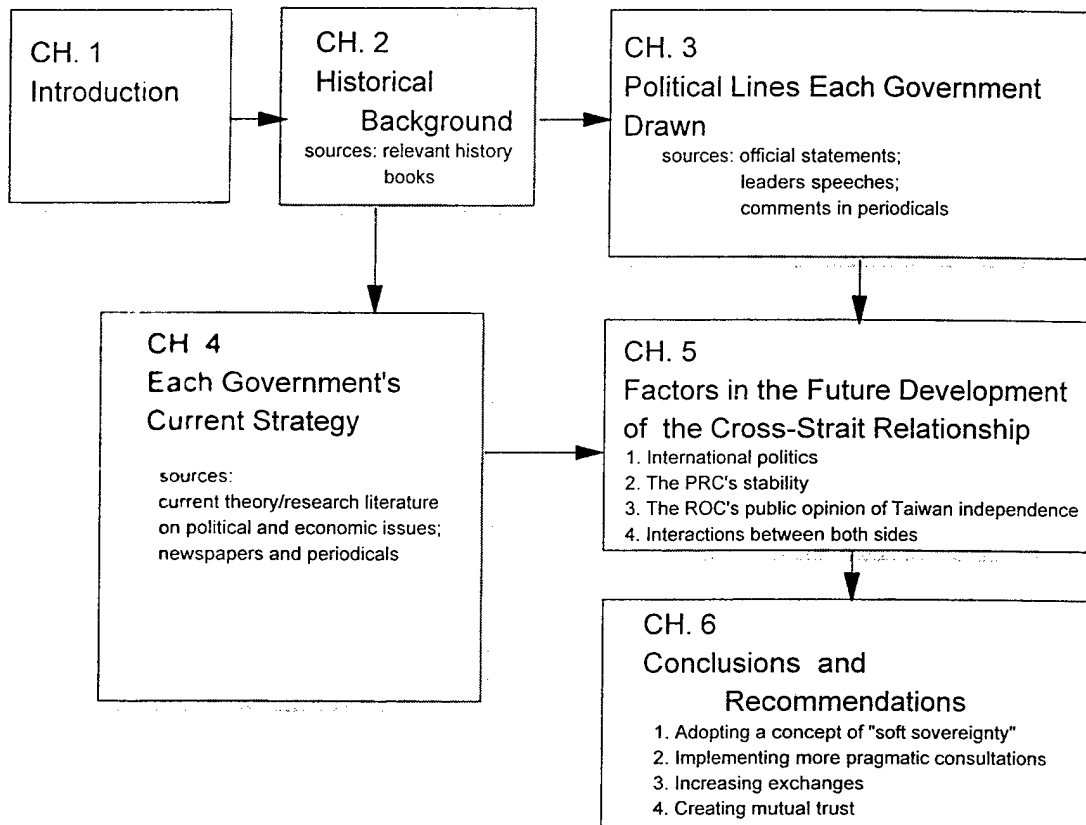 CH. 1
Introduction
CH. 2
Historical
Background
sources: relevant history
books
CH. 3
Political Lines Each Government
Drawn
sources: official statements;
leaders speeches;
comments in periodicals
CH 4
Each Government's
Current Strategy
sources:
current theory/research literature
on political and economic issues;
newspapers and periodicals
CH. 5
Factors in the Future Development
of the Cross-Strait Relationship
1. International politics
2. The PRC's stability
3. The ROC's public opinion of Taiwan independence
4. Interactions between both sides
CH. 6
Conclusions and
Recommendations
1. Adopting a concept of "soft sovereignty"
2. Implementing more pragmatic consultations
3. Increasing exchanges
4. Creating mutual trust